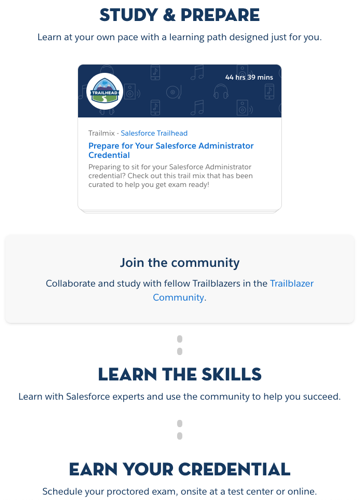 STUDY & PREPARE
Learn at your own pace with a learning path designed just for you.
44 hrs 39 mins
TRAILHEAD
Trailmix - Salesforce Trailhead
Prepare for Your Salesforce Administrator
Credential
Preparing to sit for your Salesforce Administrator
credential? Check out this trail mix that has been
curated to help you get exam ready!
Join the community
Collaborate and study with fellow Trailblazers in the Trailblazer
Community.
LEARN THE SKILLS
Learn with Salesforce experts and use the community to help you succeed.
EARN YOUR CREDENTIAL
Schedule your proctored exam, onsite at a test center or online.